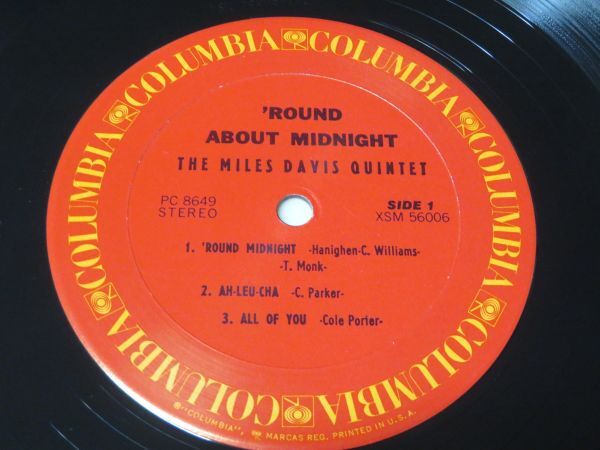 COLUMBIA COLUMBIA COLUMBIA COLUMBIA COLUMBIA COLUMBIA
'ROUND
ABOUT MIDNIGHT
THE MILES DAVIS QUINTET
PC 8649
STEREO
SIDE 1
XSM 56006
1. 'ROUND MIDNIGHT -Hanighen-C. Williams-
-T. Monk-
2. AH-LEU-CHA -C. Parker-
3. ALL OF YOU -Cole Porter-
"COLUMBIA", MARCAS REG. PRINTED IN U.S.A.